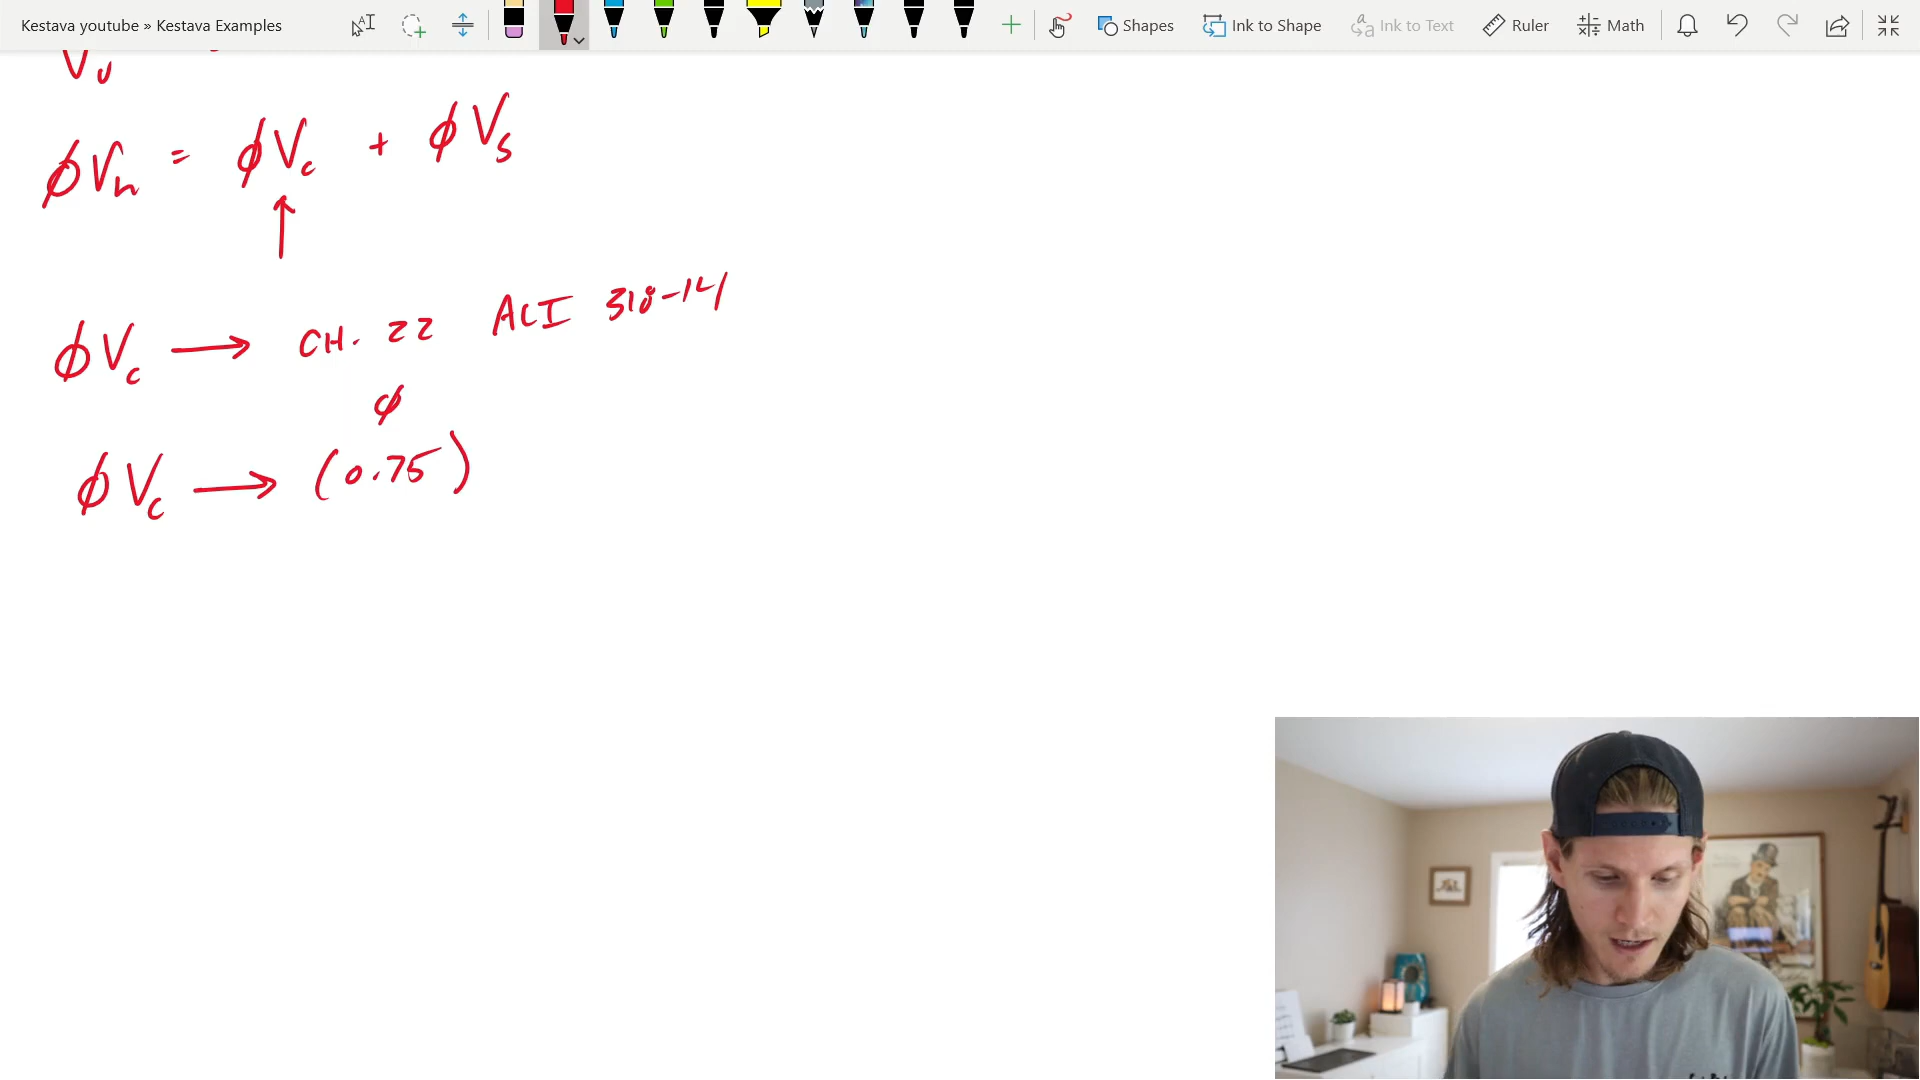 Kestava youtube » Kestava Examples
Shapes
Ink to Shape
Ink to Text
Ruler
Math
Vu
ϕVn = ϕVc + ϕVs
↑
ϕVc → CH. 22 ACI 318-14
ϕ
ϕVc → (0.75)